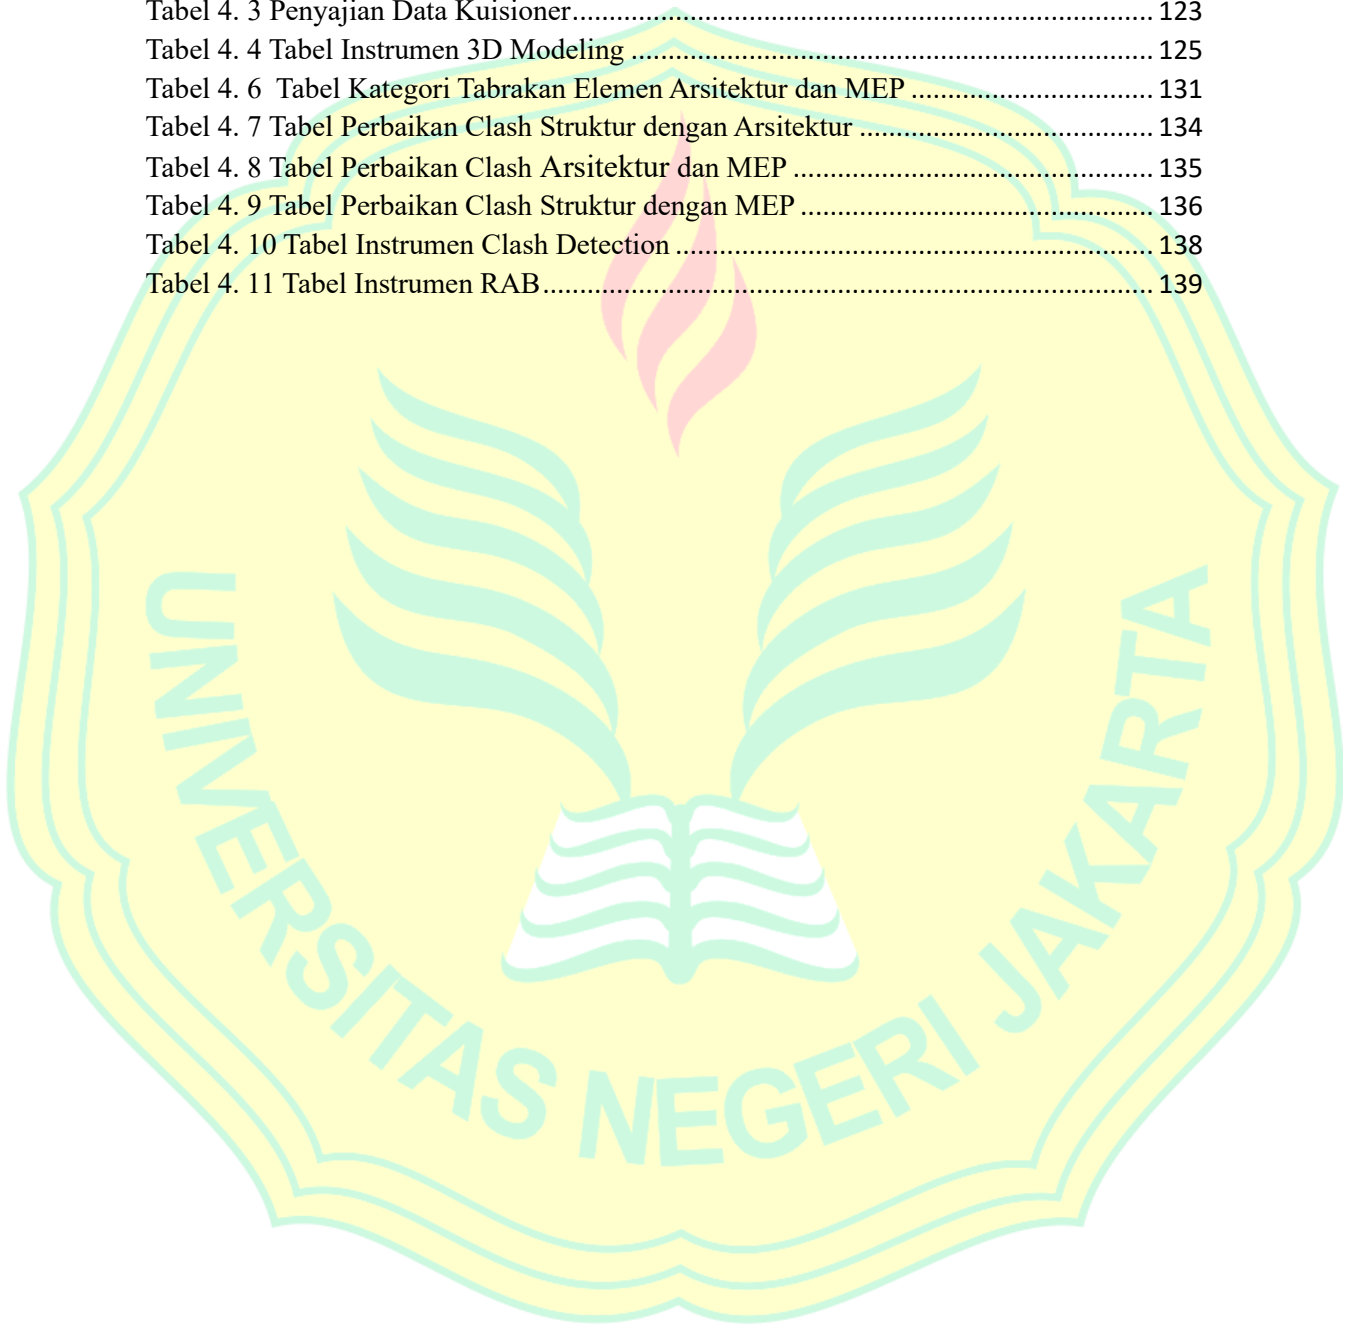 Tabel 4. 3 Penyajian Data Kuisioner........................................................................... 123
Tabel 4. 4 Tabel Instrumen 3D Modeling .................................................................... 125
Tabel 4. 6  Tabel Kategori Tabrakan Elemen Arsitektur dan MEP ............................... 131
Tabel 4. 7 Tabel Perbaikan Clash Struktur dengan Arsitektur ...................................... 134
Tabel 4. 8 Tabel Perbaikan Clash Arsitektur dan MEP ............................................... 135
Tabel 4. 9 Tabel Perbaikan Clash Struktur dengan MEP .............................................. 136
Tabel 4. 10 Tabel Instrumen Clash Detection .............................................................. 138
Tabel 4. 11 Tabel Instrumen RAB................................................................................ 139
UNIVERSITAS NEGERI JAKARTA